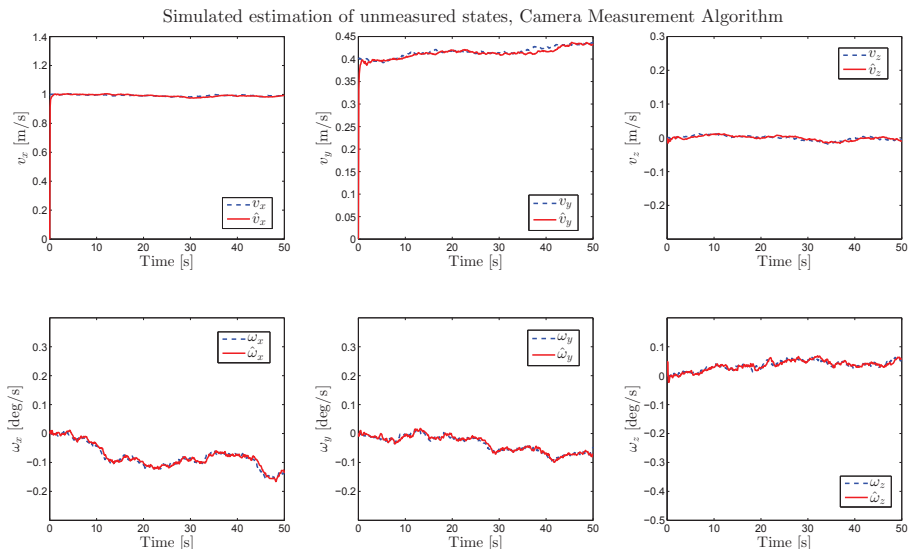 Simulated estimation of unmeasured states, Camera Measurement Algorithm
1.4
1.2
1
0.8
0.6
0.4
0.2
0
0 10 20 30 40 50
v_x [m/s]
Time [s]
v_x
v̂_x
0.45
0.4
0.35
0.3
0.25
0.2
0.15
0.1
0.05
0
0 10 20 30 40 50
v_y [m/s]
Time [s]
v_y
v̂_y
0.3
0.2
0.1
0
−0.1
−0.2
0 10 20 30 40 50
v_z [m/s]
Time [s]
v_z
v̂_z
0.3
0.2
0.1
0
−0.1
−0.2
0 10 20 30 40 50
ω_x [deg/s]
Time [s]
ω_x
ω̂_x
0.3
0.2
0.1
0
−0.1
−0.2
0 10 20 30 40 50
ω_y [deg/s]
Time [s]
ω_y
ω̂_y
0.1
0
−0.1
−0.2
−0.3
−0.4
−0.5
0 10 20 30 40 50
ω_z [deg/s]
Time [s]
ω_z
ω̂_z